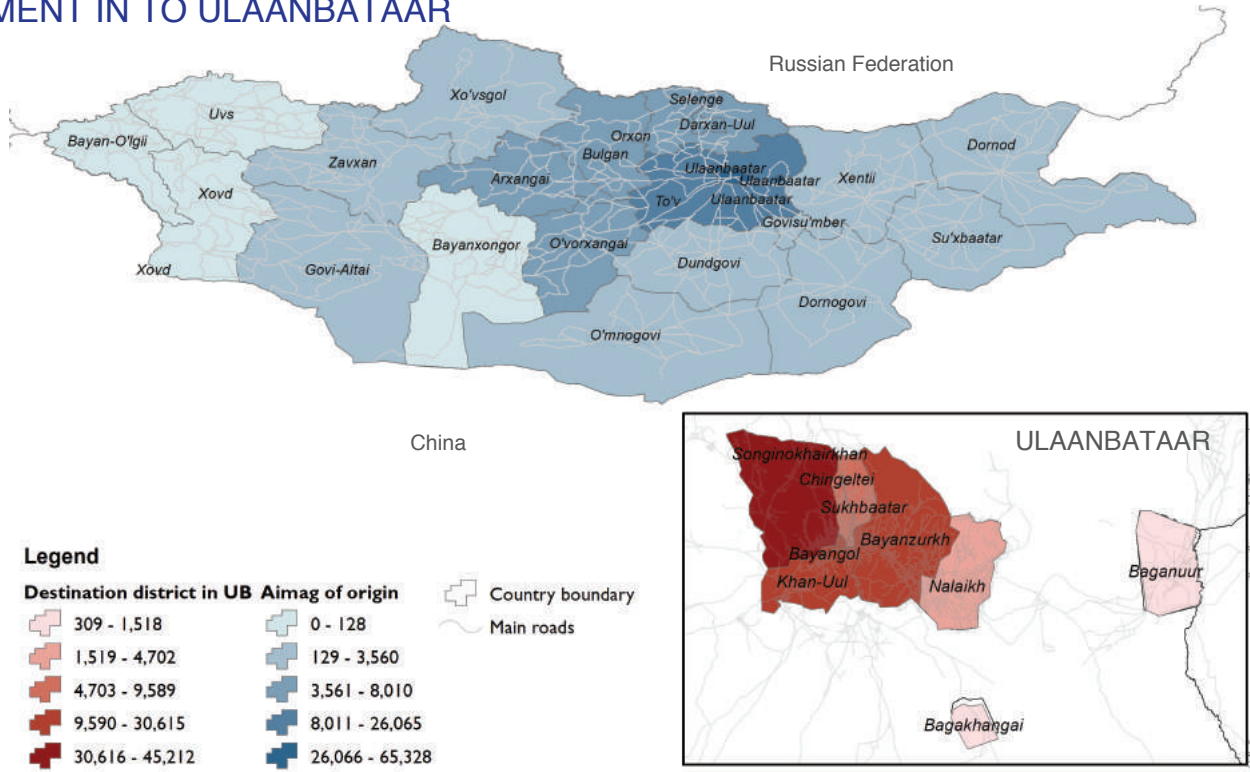 MENT IN TO ULAANBATAAR
Russian Federation
Xo'vsgol
Selenge
Uvs
Darxan-Uul
Bayan-O'lgii
Orxon
Dornod
Bulgan
Zavxan
Ulaanbaatar
Arxangai
Ulaanbaatar
Xentii
Xovd
To'v
Ulaanbaatar
Govisu'mber
Bayanxongor
O'vorxangai
Su'xbaatar
Xovd
Govi-Altai
Dundgovi
Dornogovi
O'mnogovi
China
ULAANBATAAR
Songinokhairkhan
Chingeltei
Sukhbaatar
Bayanzurkh
Bayangol
Khan-Uul
Nalaikh
Baganuur
Bagakhangai
Legend
Destination district in UB
309 - 1,518
1,519 - 4,702
4,703 - 9,589
9,590 - 30,615
30,616 - 45,212
Aimag of origin
0 - 128
129 - 3,560
3,561 - 8,010
8,011 - 26,065
26,066 - 65,328
Country boundary
Main roads